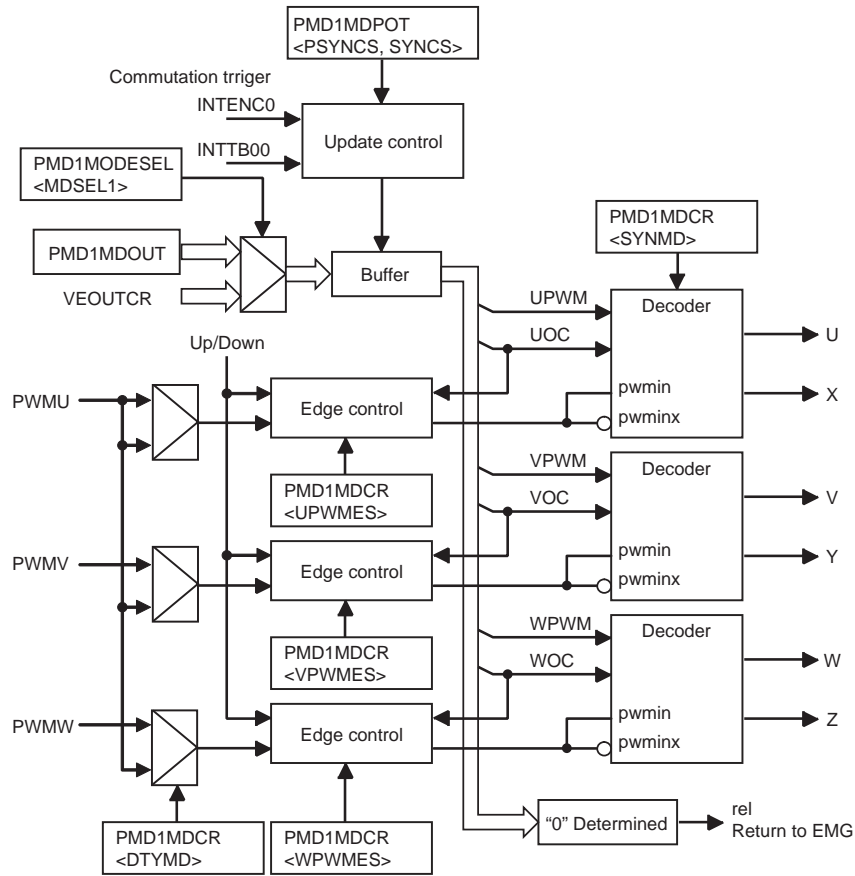 PMD1MDPOT
<PSYNCS, SYNCS>
Commutation trriger
INTENC0
Update control
INTTB00
PMD1MODESEL
<MDSEL1>
PMD1MDCR
<SYNMD>
PMD1MDOUT
Buffer
VEOUTCR
UPWM
Decoder
U
UOC
Up/Down
pwmin
X
PWMU
Edge control
pwminx
PMD1MDCR
<UPWMES>
VPWM
Decoder
VOC
V
pwmin
Y
PWMV
Edge control
pwminx
PMD1MDCR
<VPWMES>
WPWM
Decoder
WOC
W
pwmin
Z
PWMW
Edge control
pwminx
PMD1MDCR
<DTYMD>
PMD1MDCR
<WPWMES>
"0" Determined
rel
Return to EMG